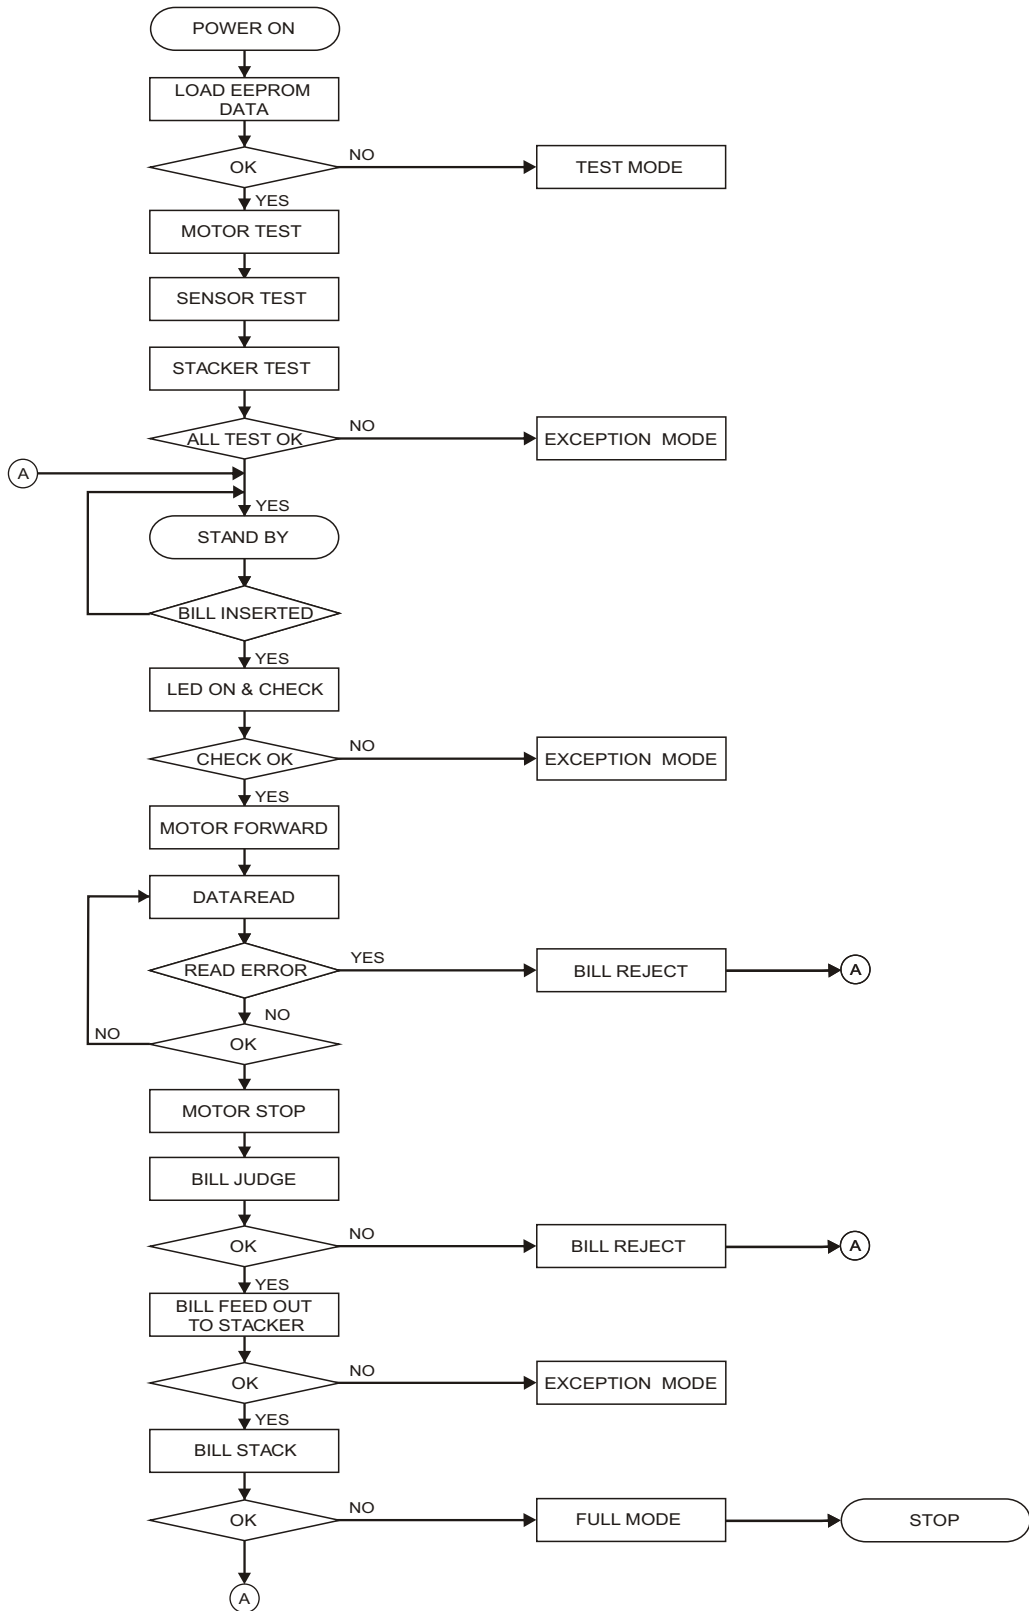 POWER ON
LOAD EEPROM
DATA
OK
NO
TEST MODE
YES
MOTOR TEST
SENSOR TEST
STACKER TEST
ALL TEST OK
NO
EXCEPTION MODE
A
YES
STAND BY
BILL INSERTED
YES
LED ON & CHECK
CHECK OK
NO
EXCEPTION MODE
YES
MOTOR FORWARD
DATA READ
READ ERROR
YES
BILL REJECT
A
NO
NO
OK
MOTOR STOP
BILL JUDGE
OK
NO
BILL REJECT
A
YES
BILL FEED OUT
TO STACKER
OK
NO
EXCEPTION MODE
YES
BILL STACK
OK
NO
FULL MODE
STOP
A